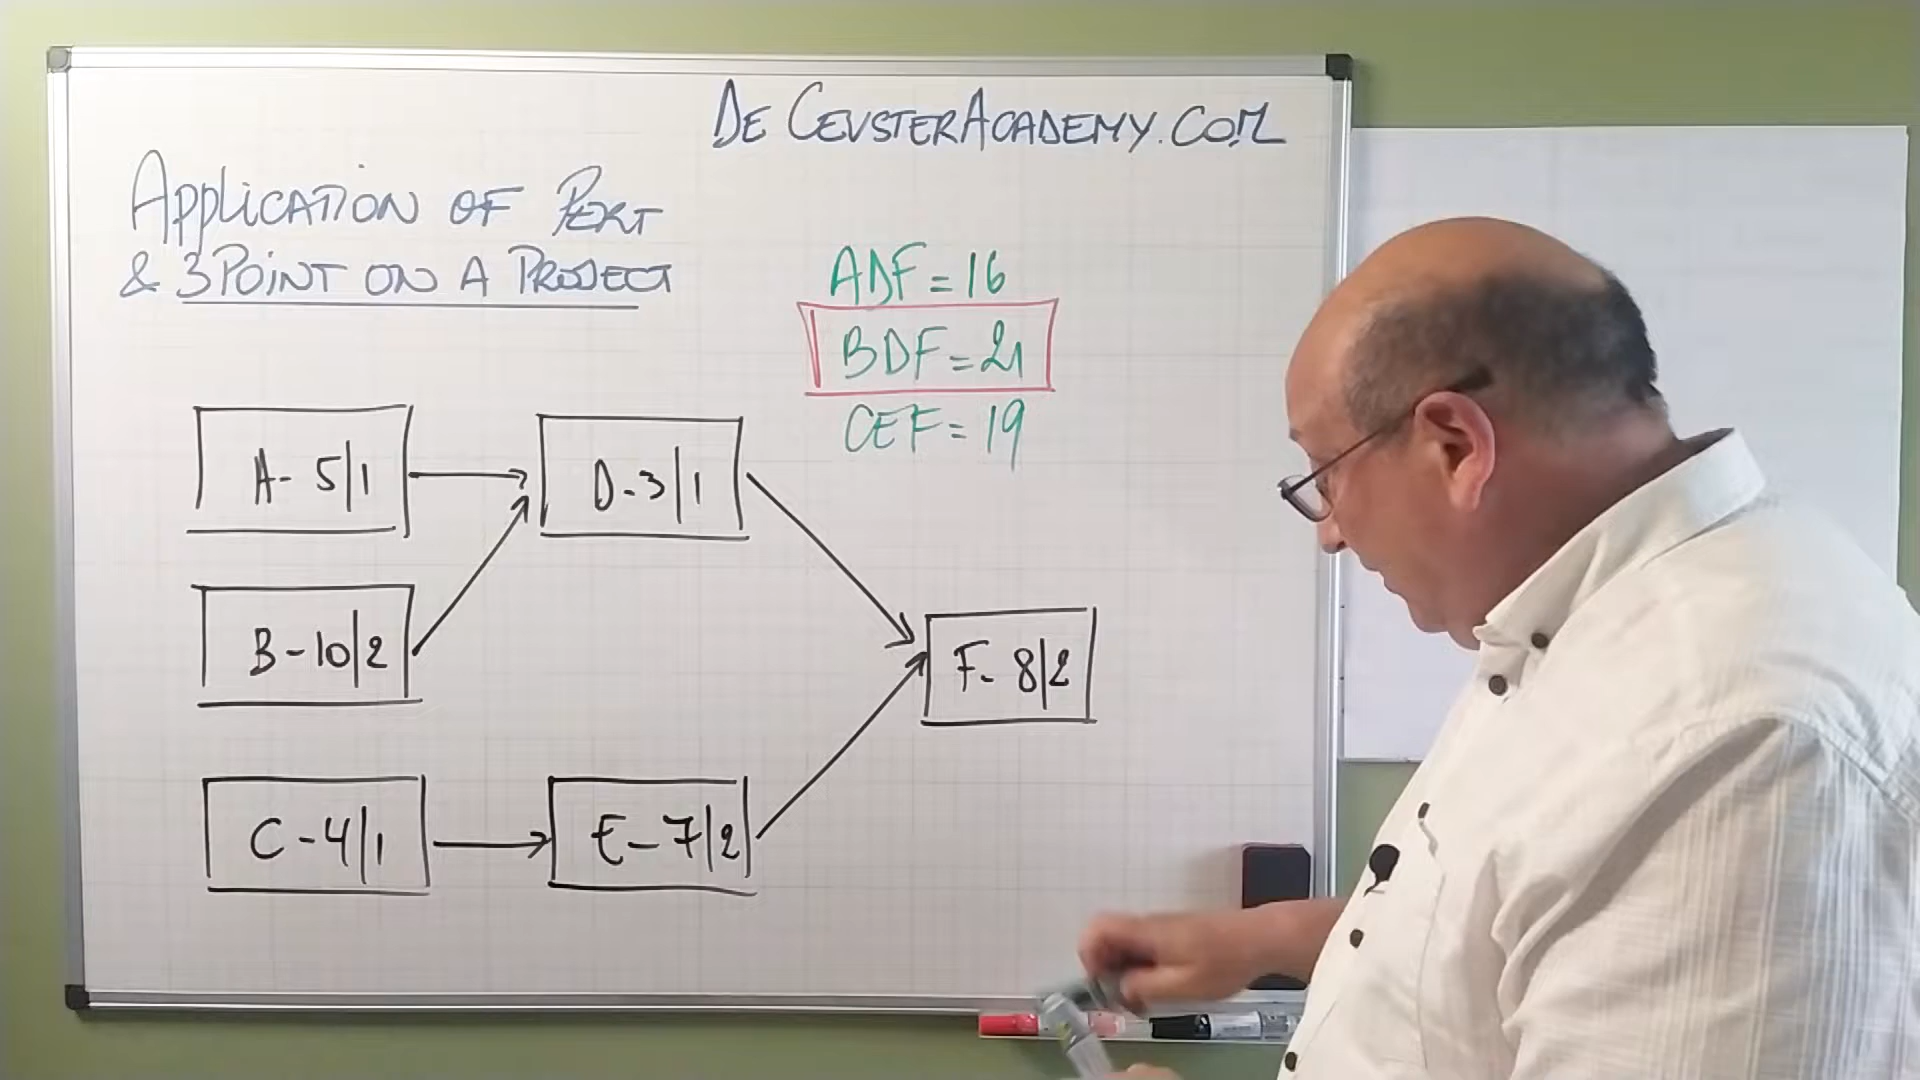 DE CEUSTERACADEMY.COM
APPLICATION OF PERT
& 3 POINT ON A PROJECT
ADF = 16
BDF = 21
CEF = 19
A - 5|1
D - 3|1
B - 10|2
F - 8|2
C - 4|1
E - 7|2